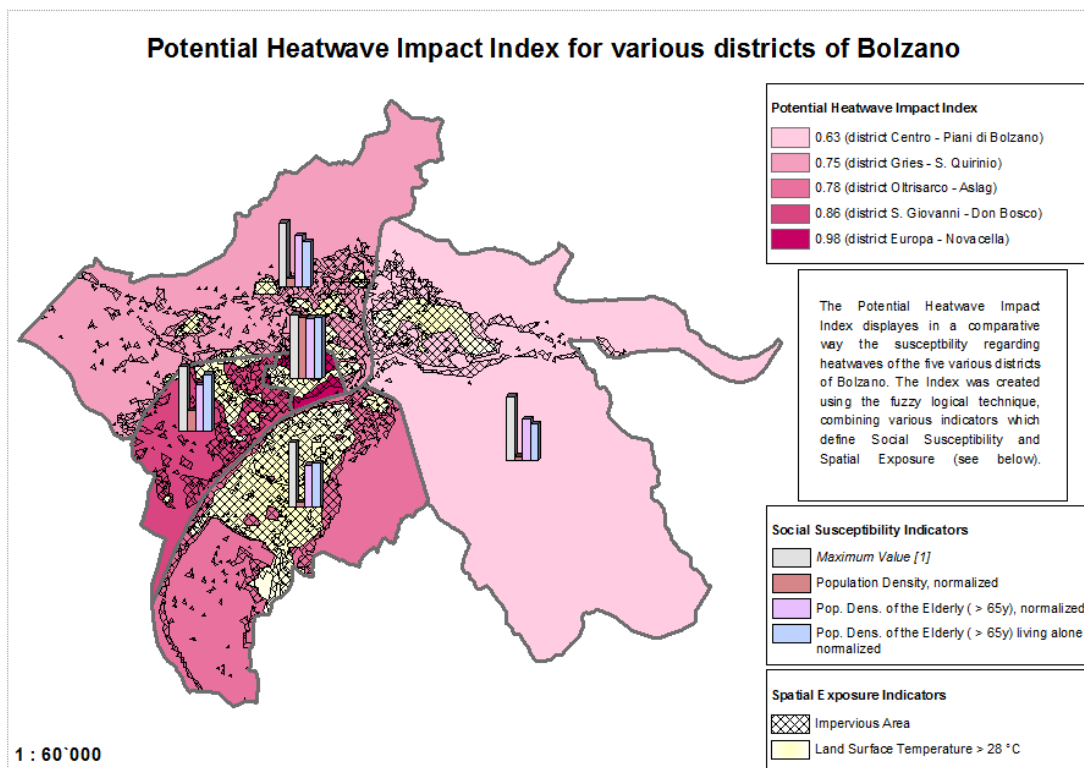 Potential Heatwave Impact Index for various districts of Bolzano
Potential Heatwave Impact Index
0.63 (district Centro - Piani di Bolzano)
0.75 (district Gries - S. Quirinio)
0.78 (district Oltrisarco - Aslag)
0.86 (district S. Giovanni - Don Bosco)
0.98 (district Europa - Novacella)
The Potential Heatwave Impact
Index displayes in a comparative
way the susceptbility regarding
heatwaves of the five various districts
of Bolzano. The Index was created
using the fuzzy logical technique,
combining various indicators which
define Social Susceptibility and
Spatial Exposure (see below).
Social Susceptibility Indicators
Maximum Value [1]
Population Density, normalized
Pop. Dens. of the Elderly ( > 65y), normalized
Pop. Dens. of the Elderly ( > 65y) living alone
normalized
Spatial Exposure Indicators
Impervious Area
Land Surface Temperature > 28 °C
1 : 60`000